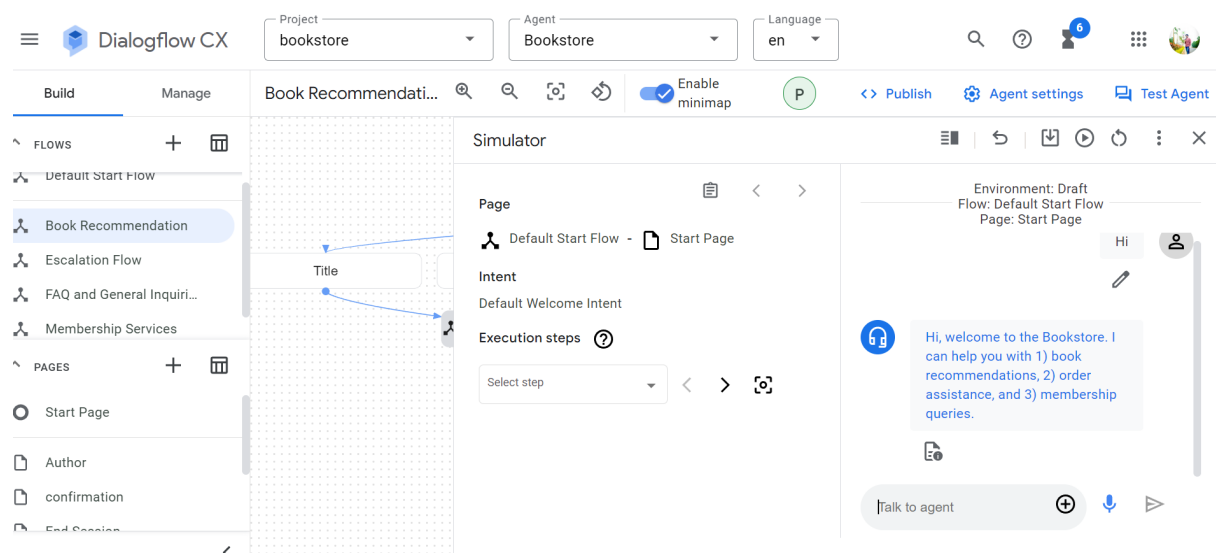 Dialogflow CX
Project
bookstore
Agent
Bookstore
Language
en
6
Build
Manage
Book Recommendati...
Enable
minimap
P
Publish
Agent settings
Test Agent
FLOWS
Default Start Flow
Book Recommendation
Escalation Flow
FAQ and General Inquiri...
Membership Services
PAGES
Start Page
Author
confirmation
End Session
Title
Simulator
Page
Default Start Flow - Start Page
Intent
Default Welcome Intent
Execution steps
Select step
Environment: Draft
Flow: Default Start Flow
Page: Start Page
Hi
Hi, welcome to the Bookstore. I
can help you with 1) book
recommendations, 2) order
assistance, and 3) membership
queries.
Talk to agent